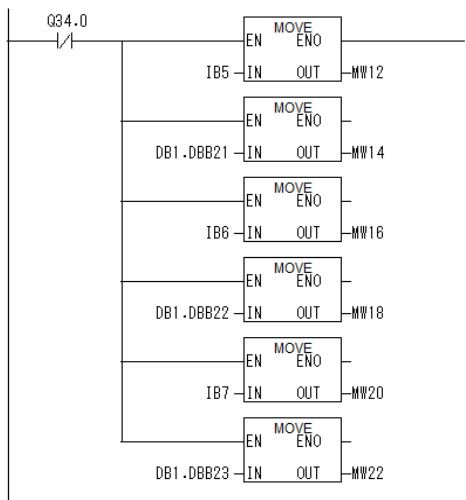 Q34.0
MOVE
EN ENO
IB5 IN OUT MW12
MOVE
EN ENO
DB1.DBB21 IN OUT MW14
MOVE
EN ENO
IB6 IN OUT MW16
MOVE
EN ENO
DB1.DBB22 IN OUT MW18
MOVE
EN ENO
IB7 IN OUT MW20
MOVE
EN ENO
DB1.DBB23 IN OUT MW22